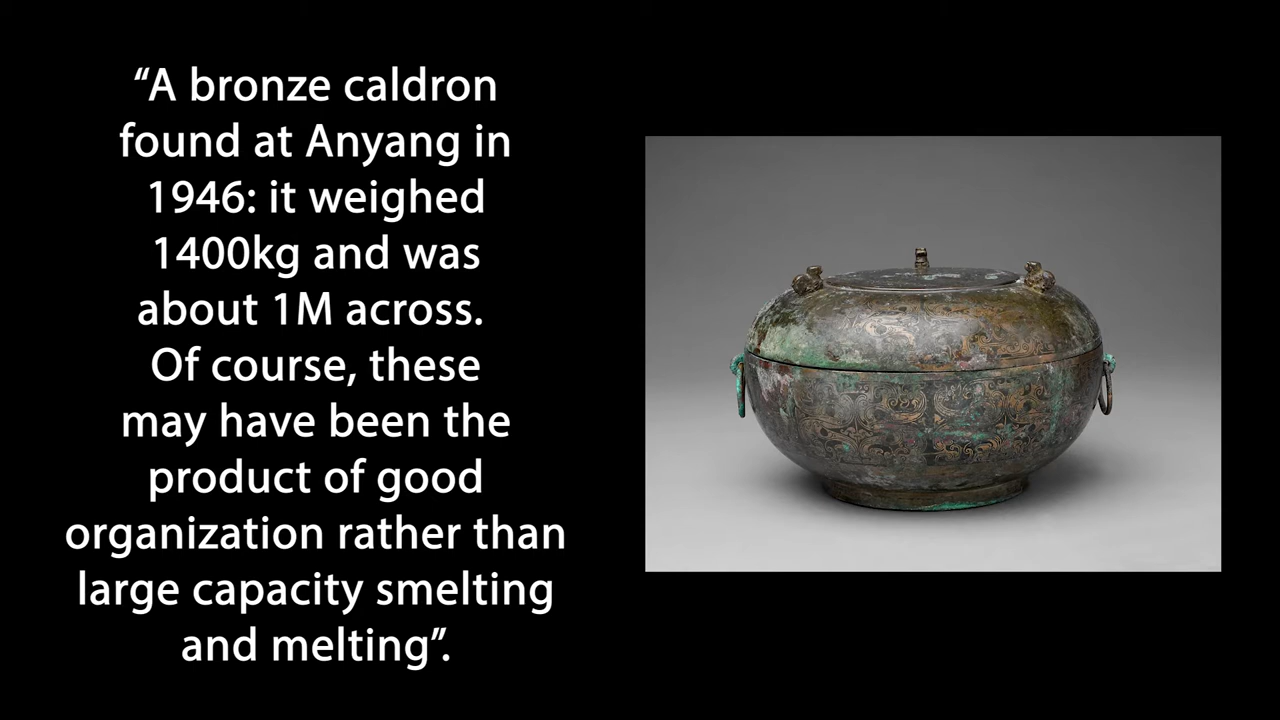 “A bronze caldron
found at Anyang in
1946: it weighed
1400kg and was
about 1M across.
Of course, these
may have been the
product of good
organization rather than
large capacity smelting
and melting”.